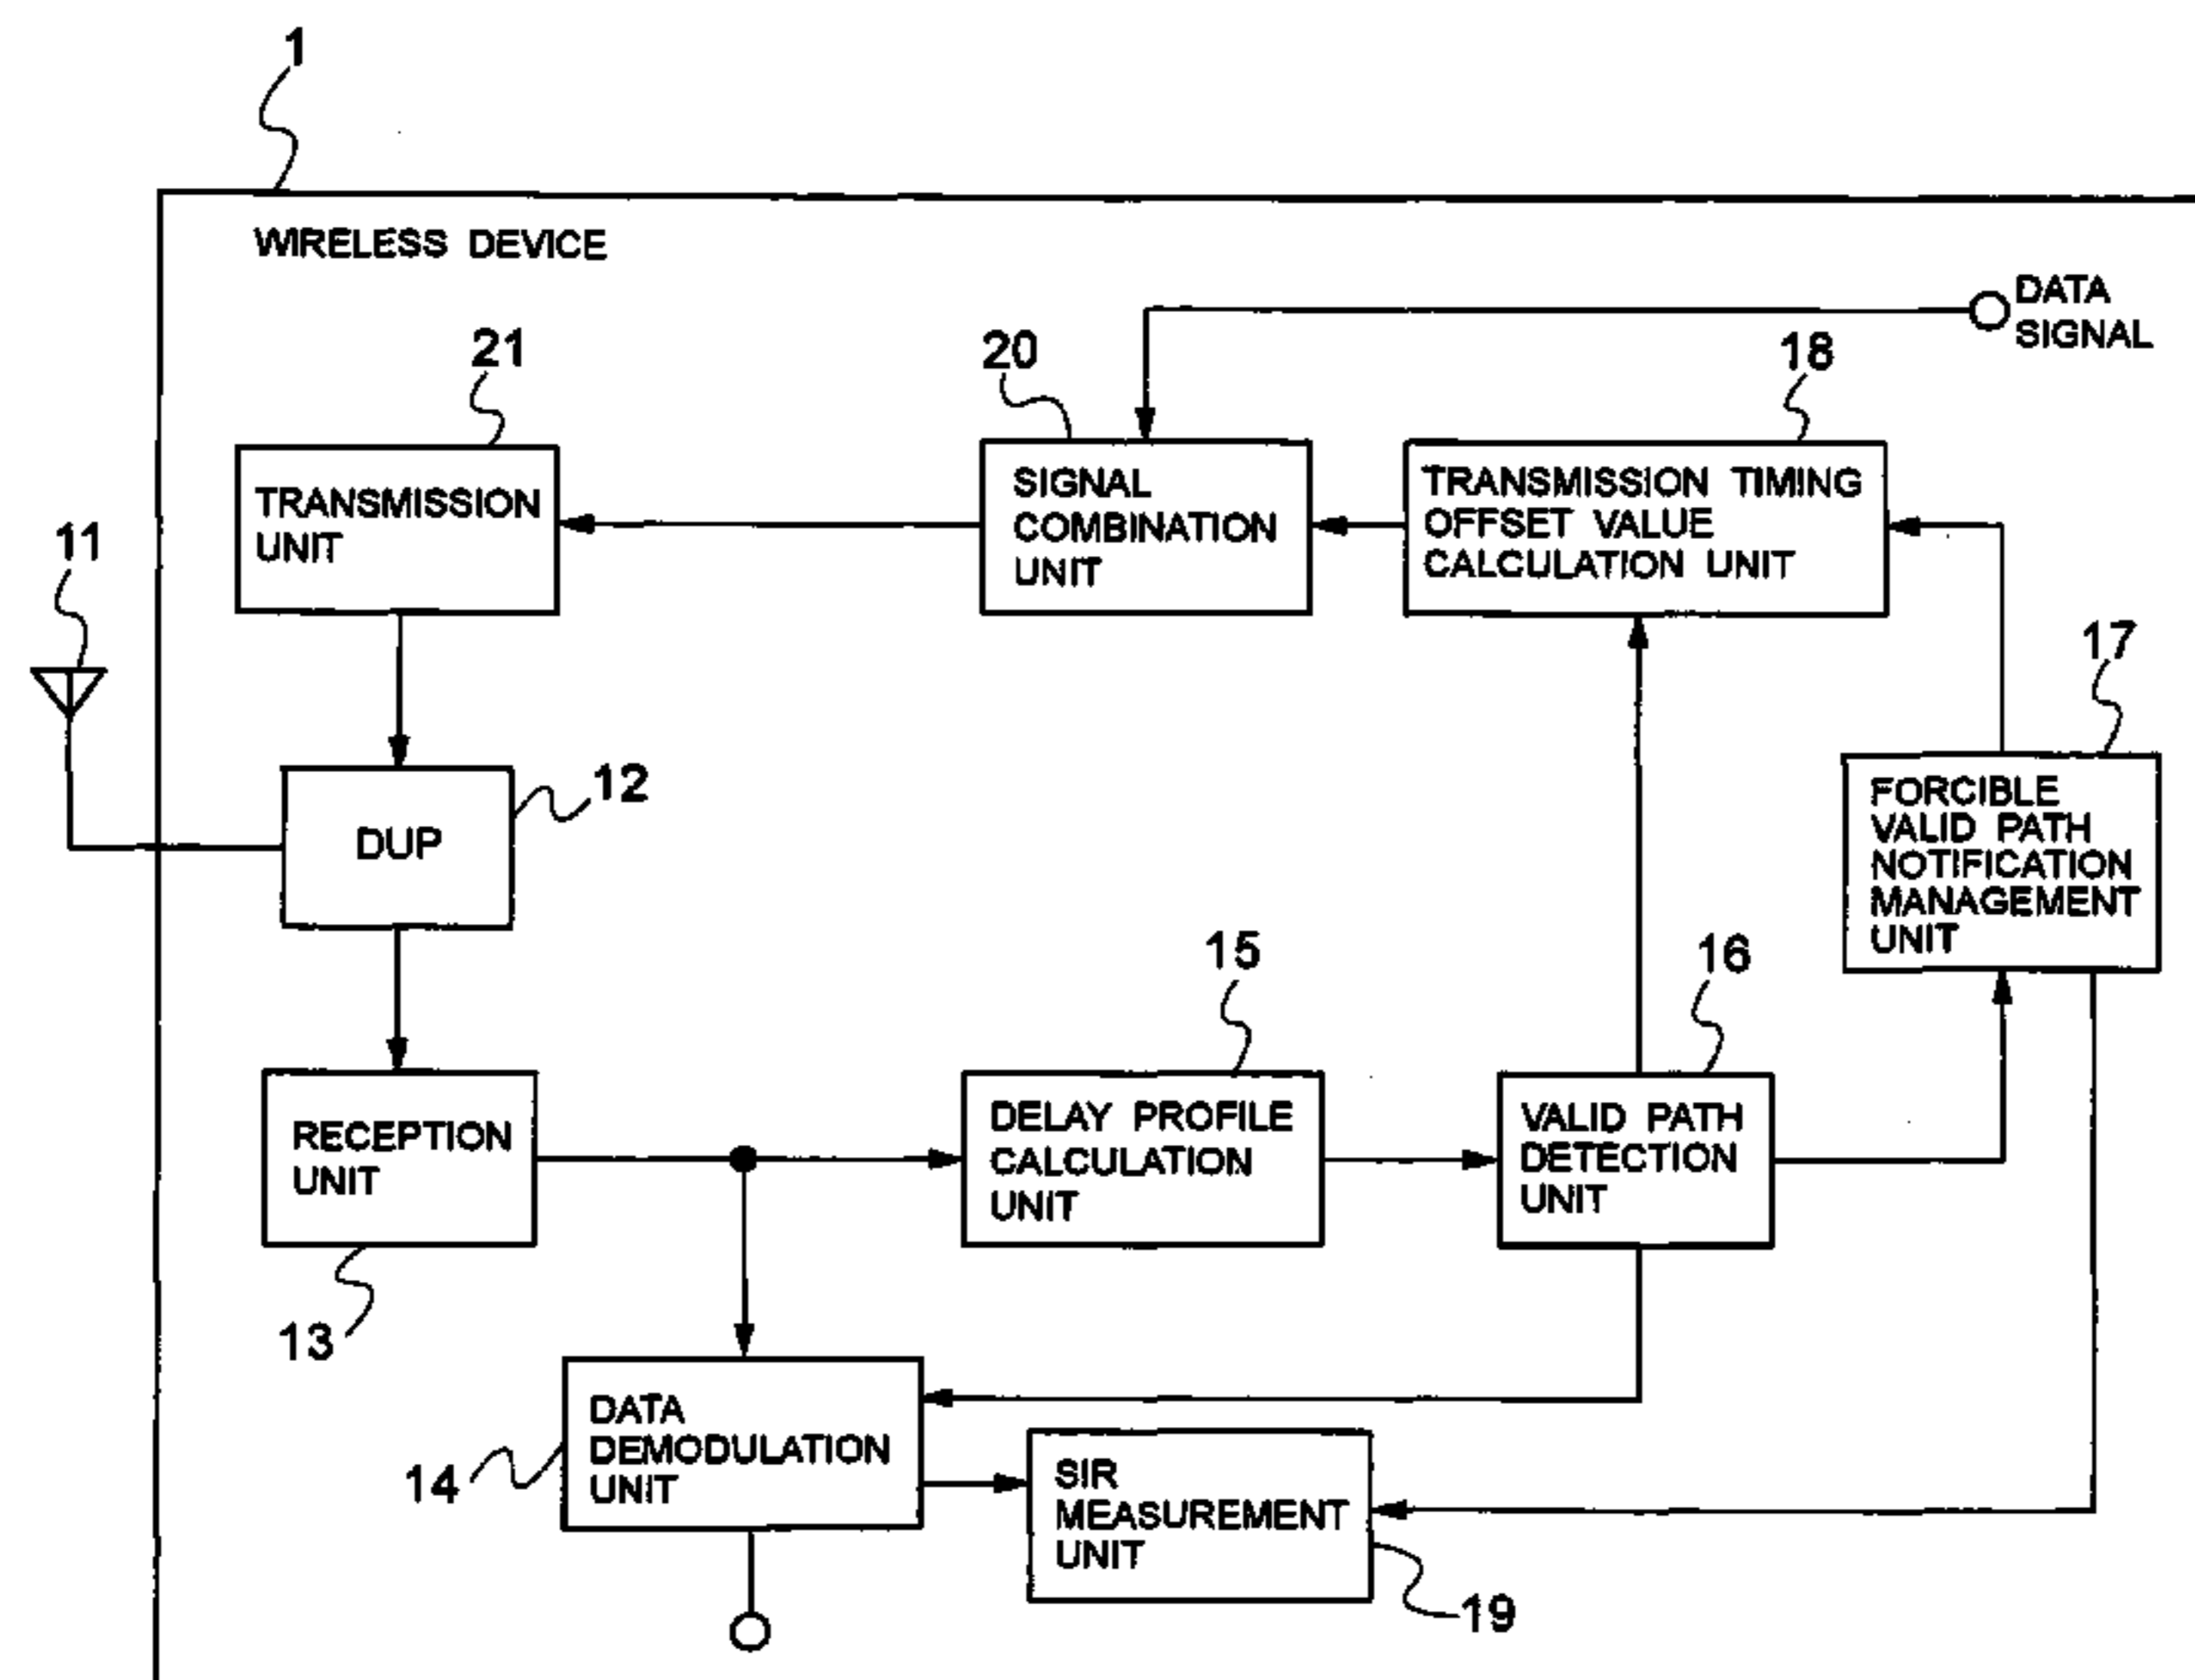 1
WIRELESS DEVICE
DATA
SIGNAL
21
20
18
TRANSMISSION
UNIT
SIGNAL
COMBINATION
UNIT
TRANSMISSION TIMING
OFFSET VALUE
CALCULATION UNIT
11
17
12
DUP
FORCIBLE
VALID PATH
NOTIFICATION
MANAGEMENT
UNIT
15
16
RECEPTION
UNIT
DELAY PROFILE
CALCULATION
UNIT
VALID PATH
DETECTION
UNIT
13
14
DATA
DEMODULATION
UNIT
SIR
MEASUREMENT
UNIT
19